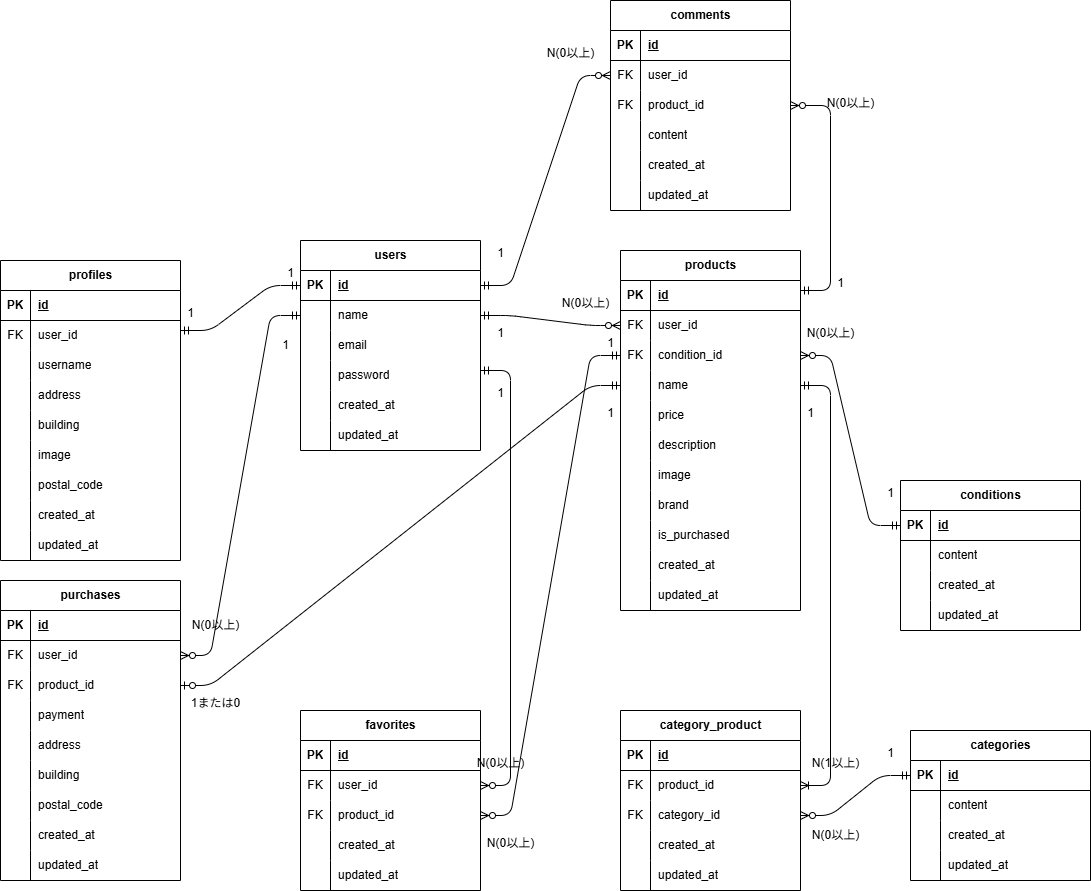 comments
PK id
FK user_id
FK product_id
content
created_at
updated_at
N(0以上)
N(0以上)
1
1
profiles
PK id
FK user_id
username
address
building
image
postal_code
created_at
updated_at
1
1
users
PK id
name
email
password
created_at
updated_at
1
1
1
N(0以上)
1
products
PK id
FK user_id
FK condition_id
name
price
description
image
brand
is_purchased
created_at
updated_at
1
N(0以上)
1
1
conditions
PK id
content
created_at
updated_at
purchases
PK id
FK user_id
FK product_id
payment
address
building
postal_code
created_at
updated_at
N(0以上)
1または0
favorites
PK id
FK user_id
FK product_id
created_at
updated_at
N(0以上)
N(0以上)
category_product
PK id
FK product_id
FK category_id
created_at
updated_at
N(1以上)
N(0以上)
1
categories
PK id
content
created_at
updated_at